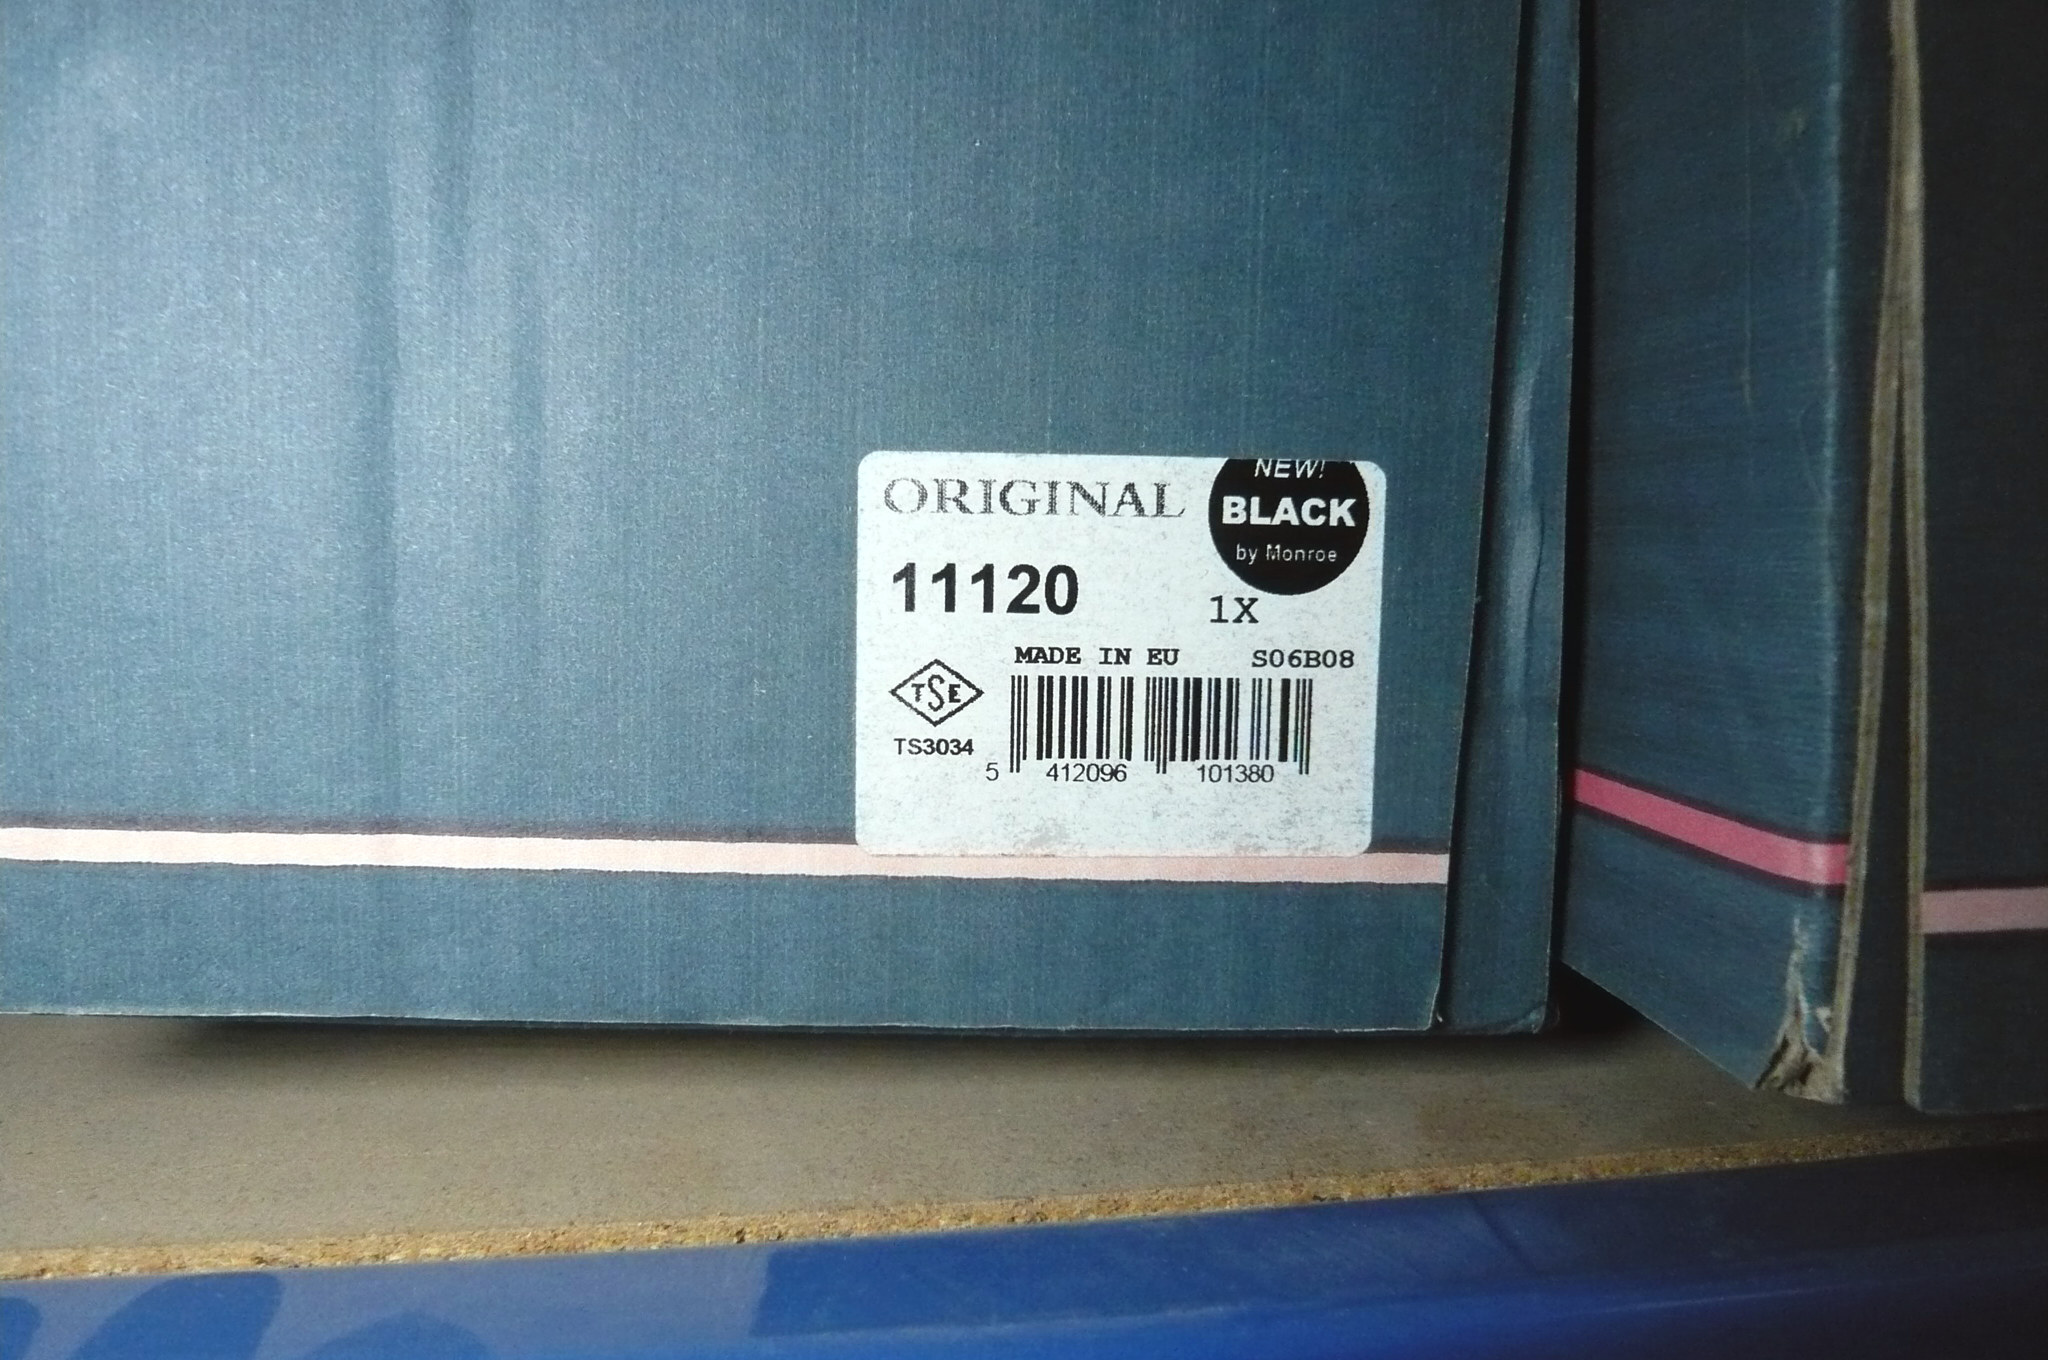 ORIGINAL
NEW!
BLACK
by Monroe
11120
1X
MADE IN EU
S06B08
TSE
TS3034
5 412096 101380